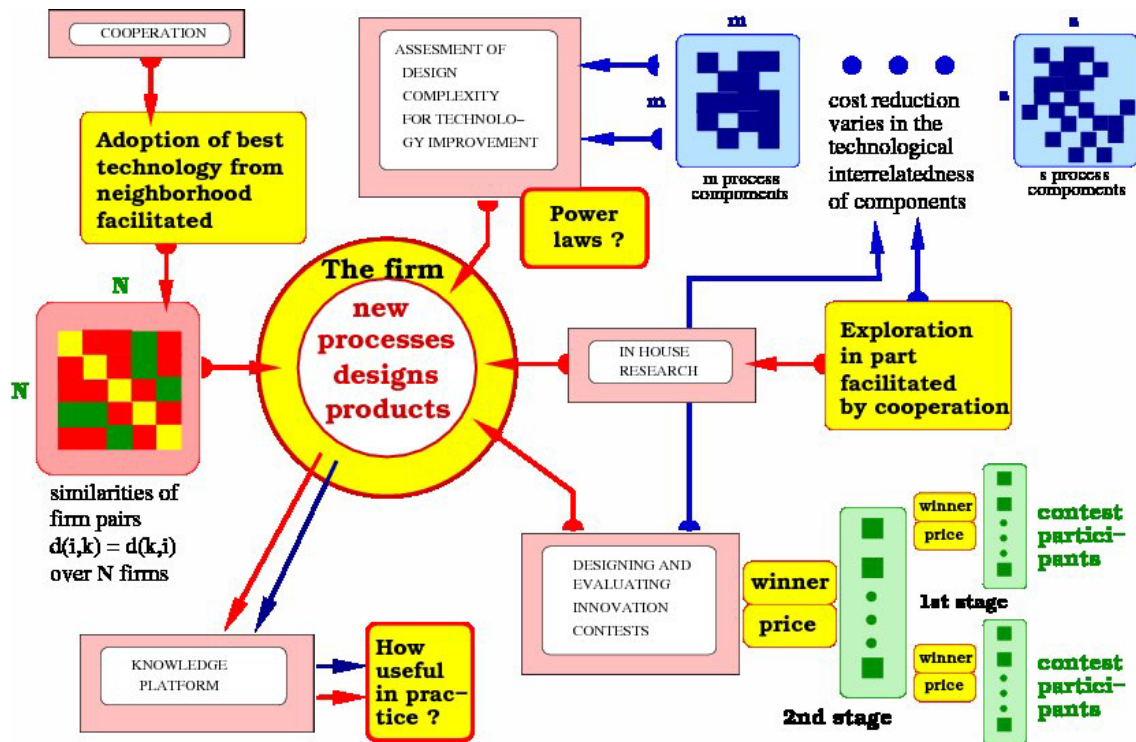 COOPERATION
Adoption of best
technology from
neighborhood
facilitated
N
N
similarities of
firm pairs
d(i,k) = d(k,i)
over N firms
ASSESMENT OF
DESIGN
COMPLEXITY
FOR TECHNOLO-
GY IMPROVEMENT
Power
laws ?
m
m
m process
compoments
cost reduction
varies in the
technological
interrelatedness
of components
s
s
s process
compoments
The firm
new
processes
designs
products
IN HOUSE
RESEARCH
Exploration
in part
facilitated
by cooperation
KNOWLEDGE
PLATFORM
How
useful
in prac-
tice ?
DESIGNING AND
EVALUATING
INNOVATION
CONTESTS
winner
price
2nd stage
winner
price
contest
partici-
pants
1st stage
winner
price
contest
partici-
pants